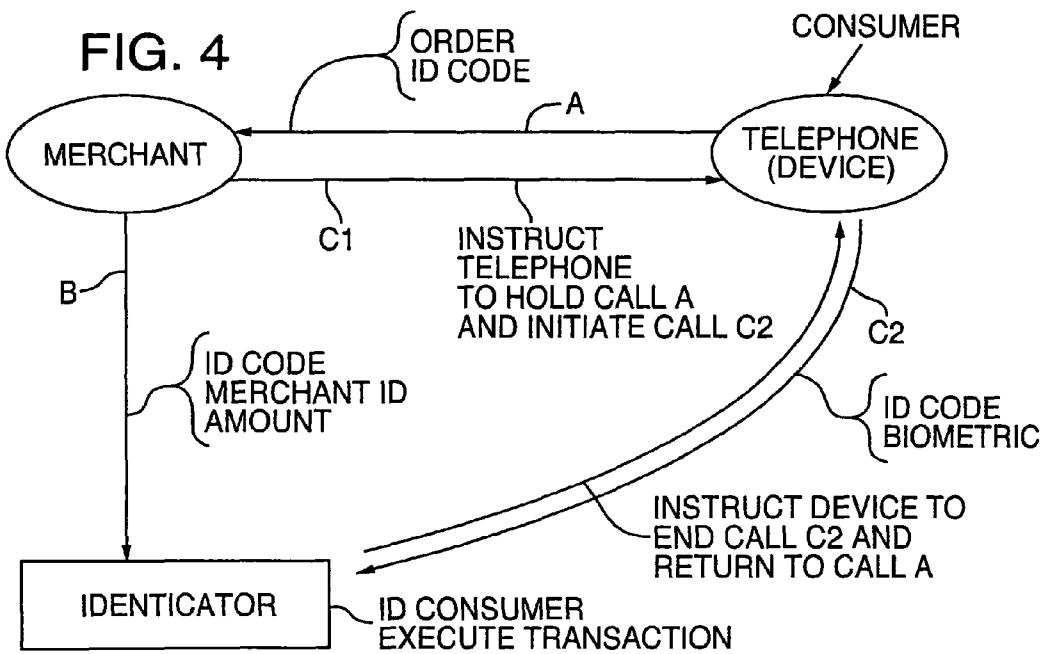 FIG. 4
ORDER
ID CODE
CONSUMER
A
MERCHANT
TELEPHONE
(DEVICE)
C1
INSTRUCT
TELEPHONE
TO HOLD CALL A
AND INITIATE CALL C2
B
C2
ID CODE
MERCHANT ID
AMOUNT
ID CODE
BIOMETRIC
INSTRUCT DEVICE TO
END CALL C2 AND
RETURN TO CALL A
IDENTICATOR
ID CONSUMER
EXECUTE TRANSACTION